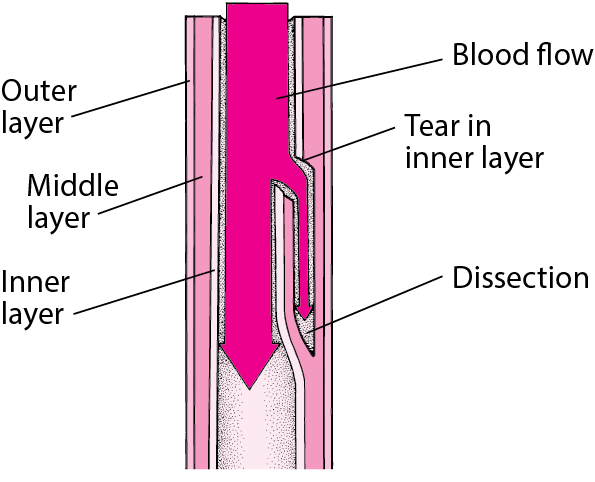 Outer
layer
Middle
layer
Inner
layer
Blood flow
Tear in
inner layer
Dissection